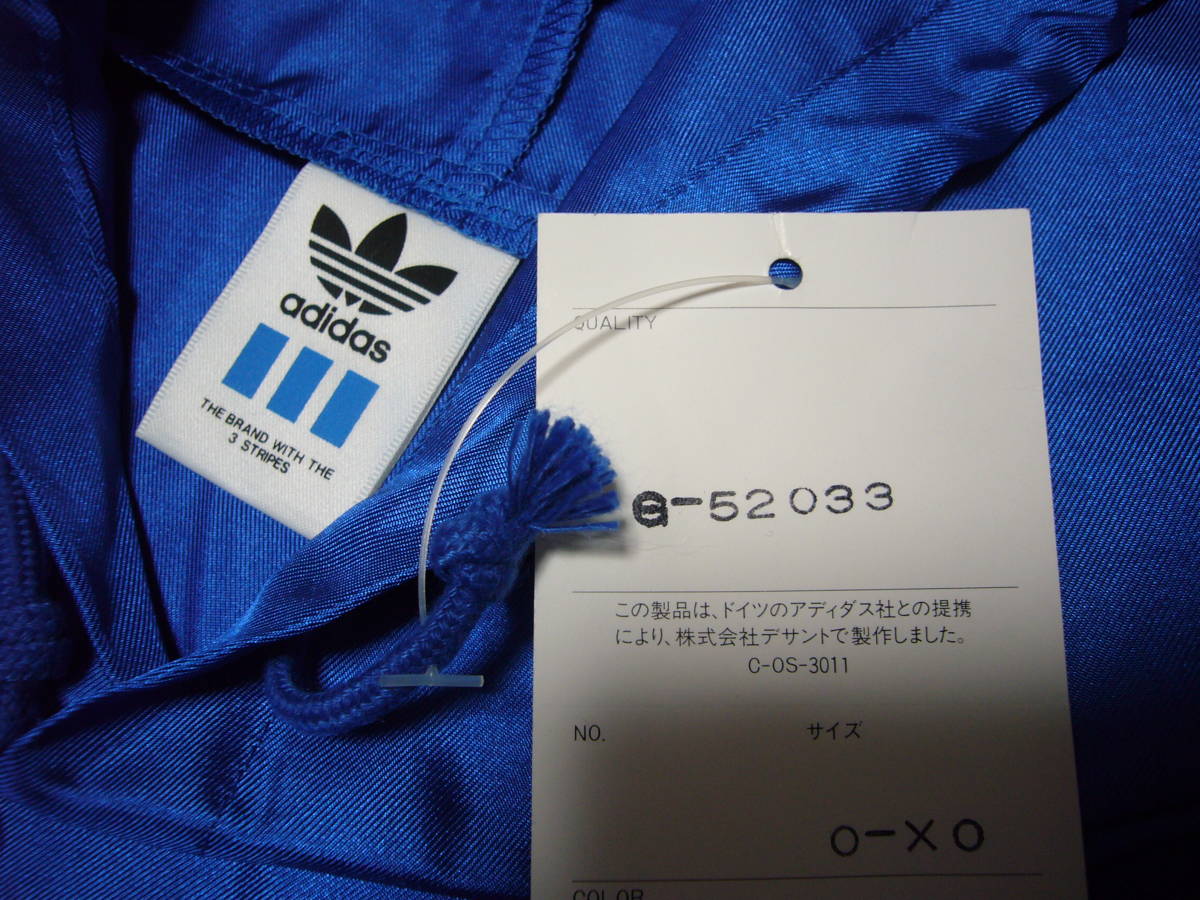 adidas
THE BRAND WITH THE
3 STRIPES
QUALITY
-52033
この製品は、ドイツのアディダス社との提携
により、株式会社デサントで製作しました。
C-OS-3011
NO. サイズ
O-XO
COLOR